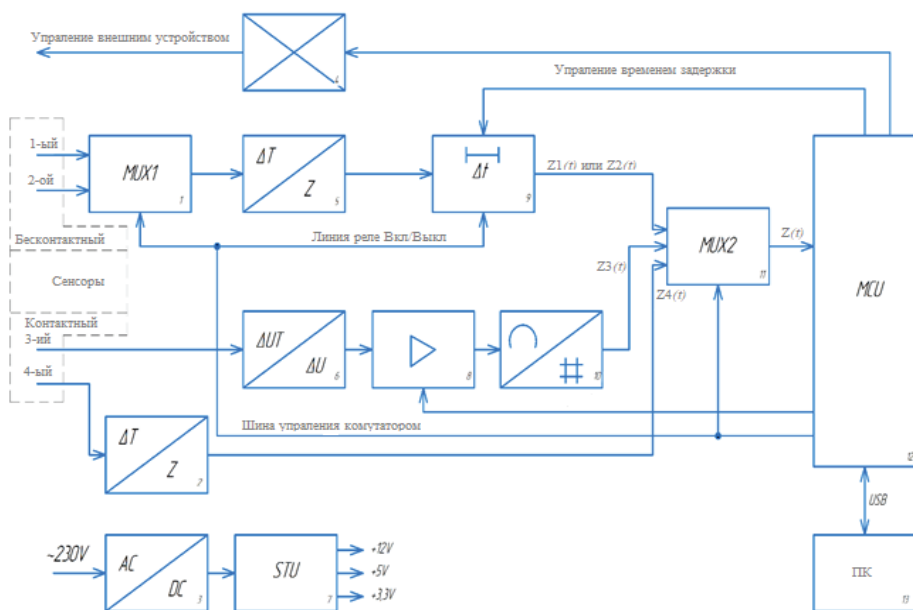 Упраление внешним устройством
4
Упраление временем задержки
1-ый
2-ой
MUX1
1
ΔT
Z
5
Δt
9
Z1(t) или Z2(t)
Бесконтактный
Линия реле Вкл/Выкл
MUX2
11
Z(t)
MCU
12
Сенсоры
Z3(t)
Z4(t)
Контактный
3-ий
4-ый
ΔUT
ΔU
6
8
#
10
Шина упраления комутатором
ΔT
Z
2
USB
~230V
AC
DC
3
STU
7
+12V
+5V
+3,3V
ПК
13